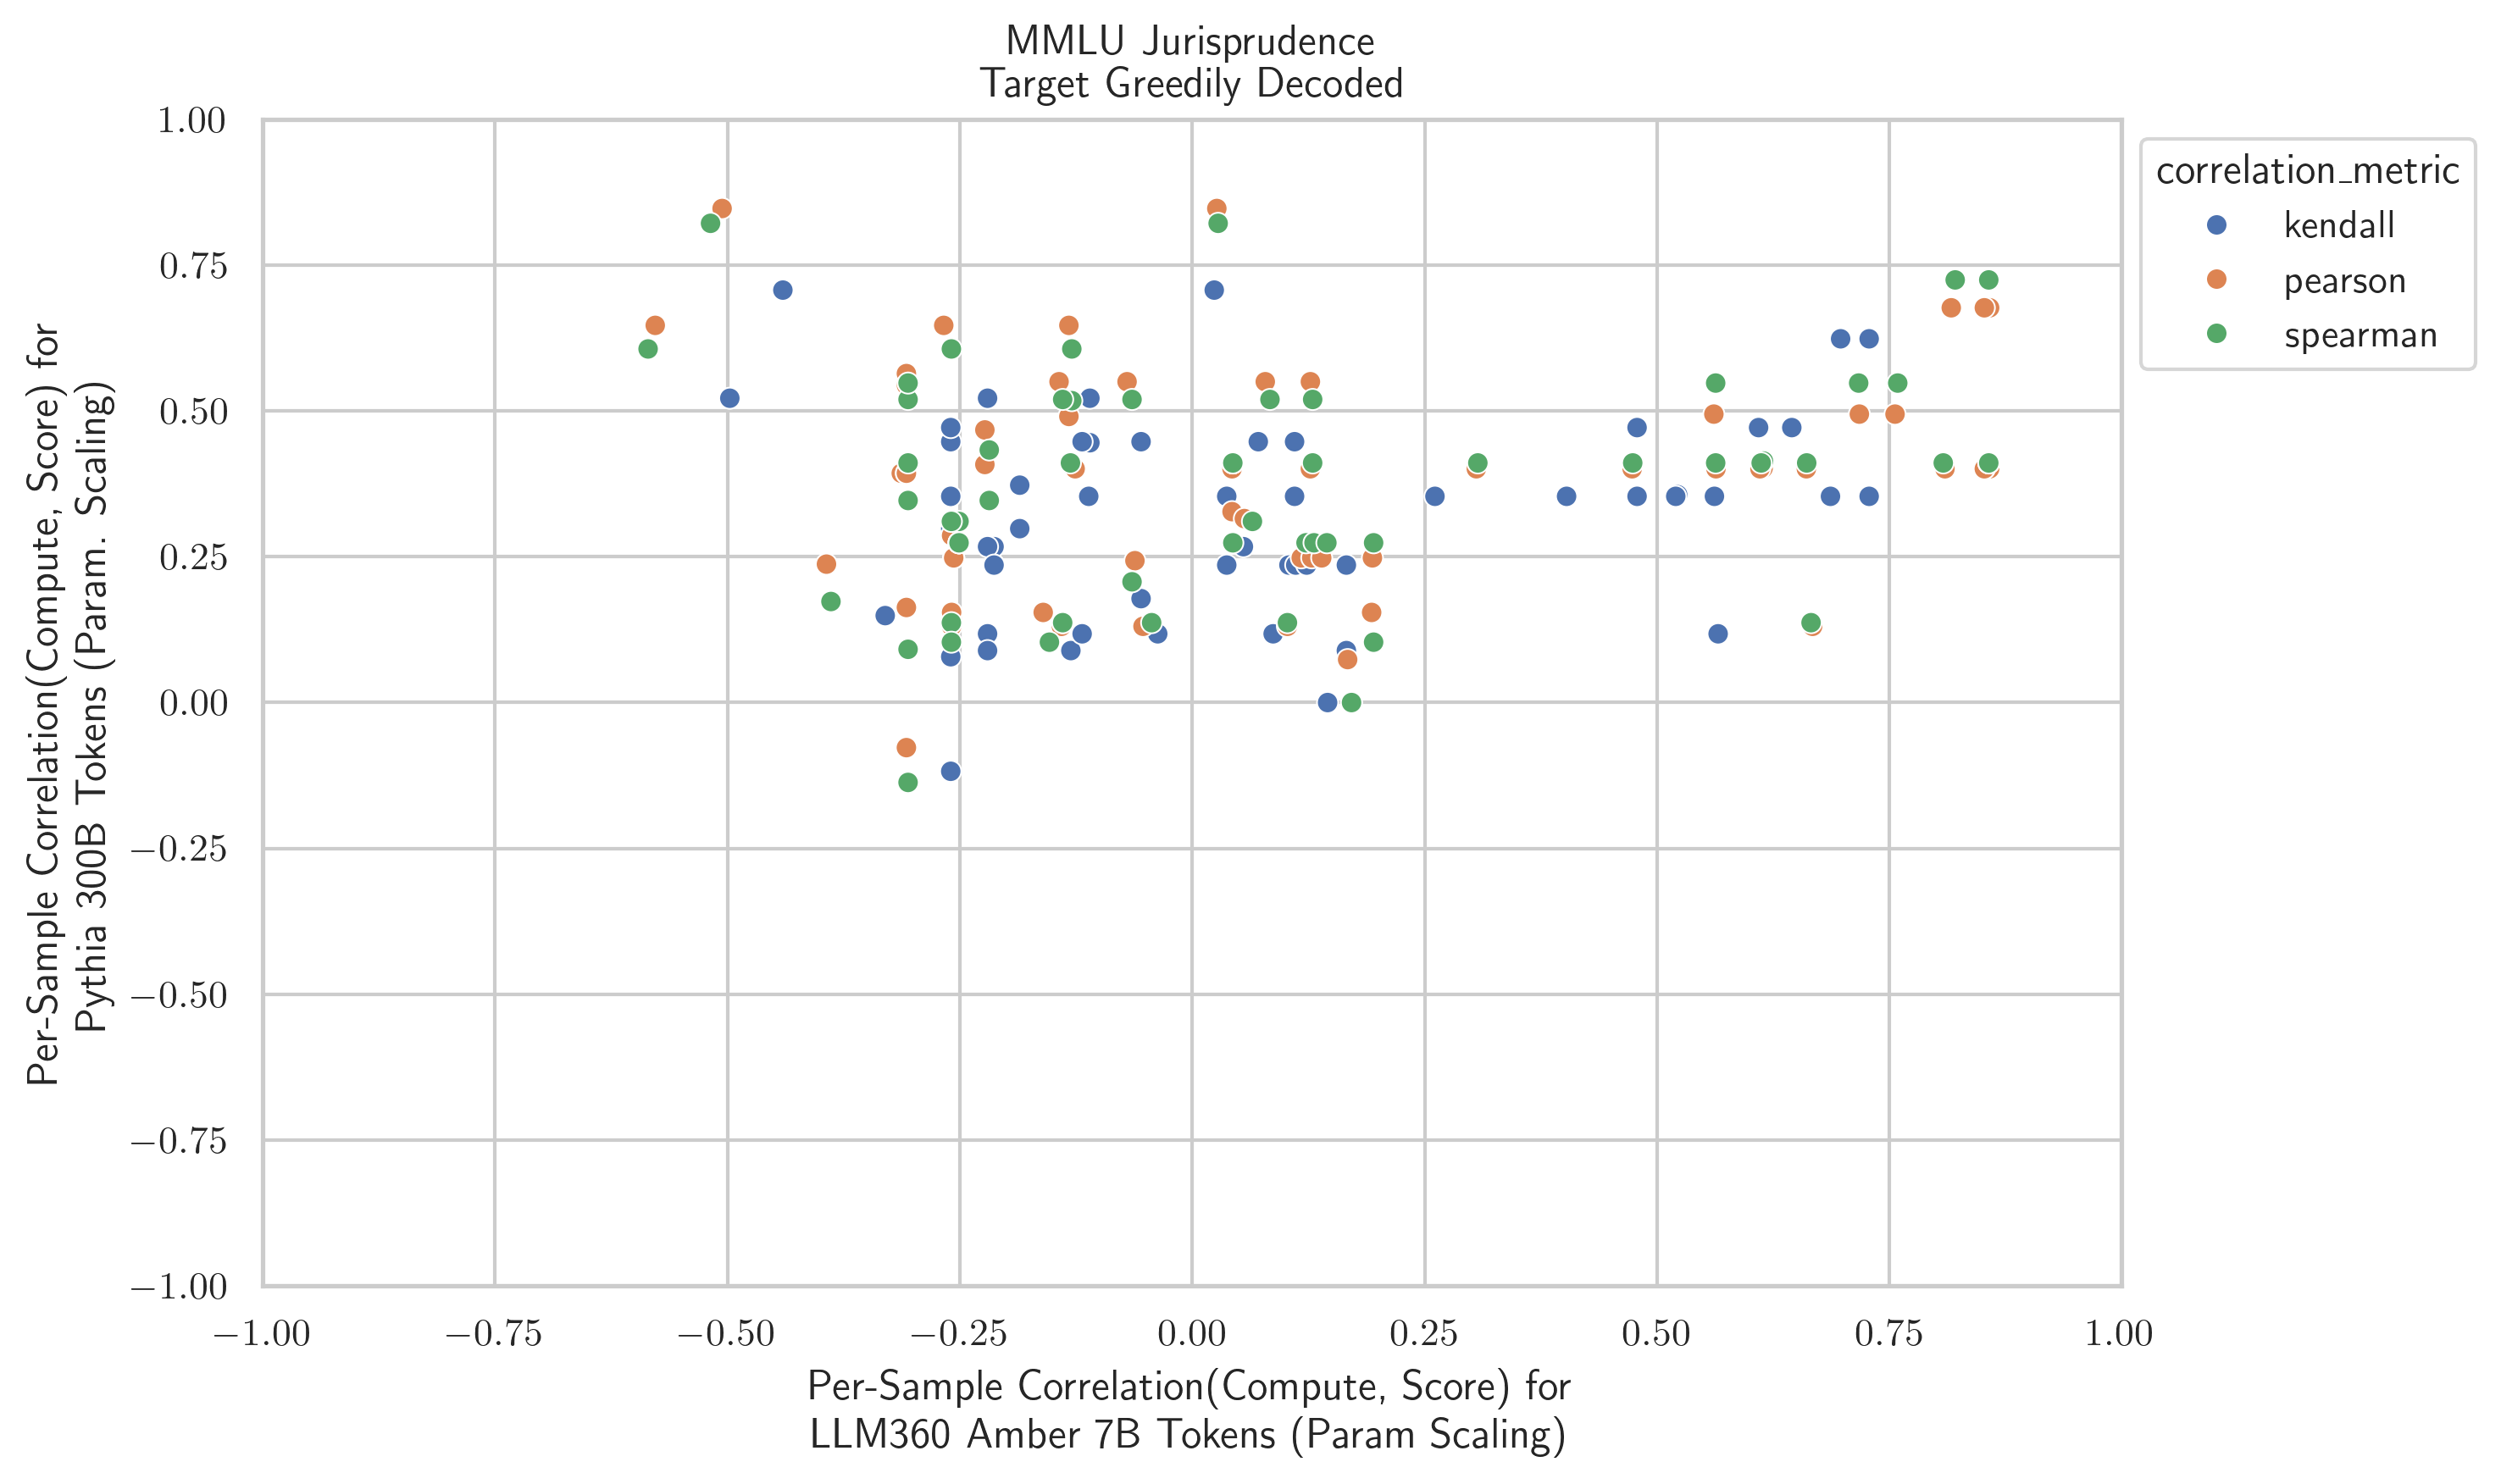 MMLU Jurisprudence
Target Greedily Decoded
Per-Sample Correlation(Compute, Score) for
Pythia 300B Tokens (Param. Scaling)
1.00
0.75
0.50
0.25
0.00
−0.25
−0.50
−0.75
−1.00
−1.00 −0.75 −0.50 −0.25 0.00 0.25 0.50 0.75 1.00
Per-Sample Correlation(Compute, Score) for
LLM360 Amber 7B Tokens (Param Scaling)
correlation_metric
kendall
pearson
spearman